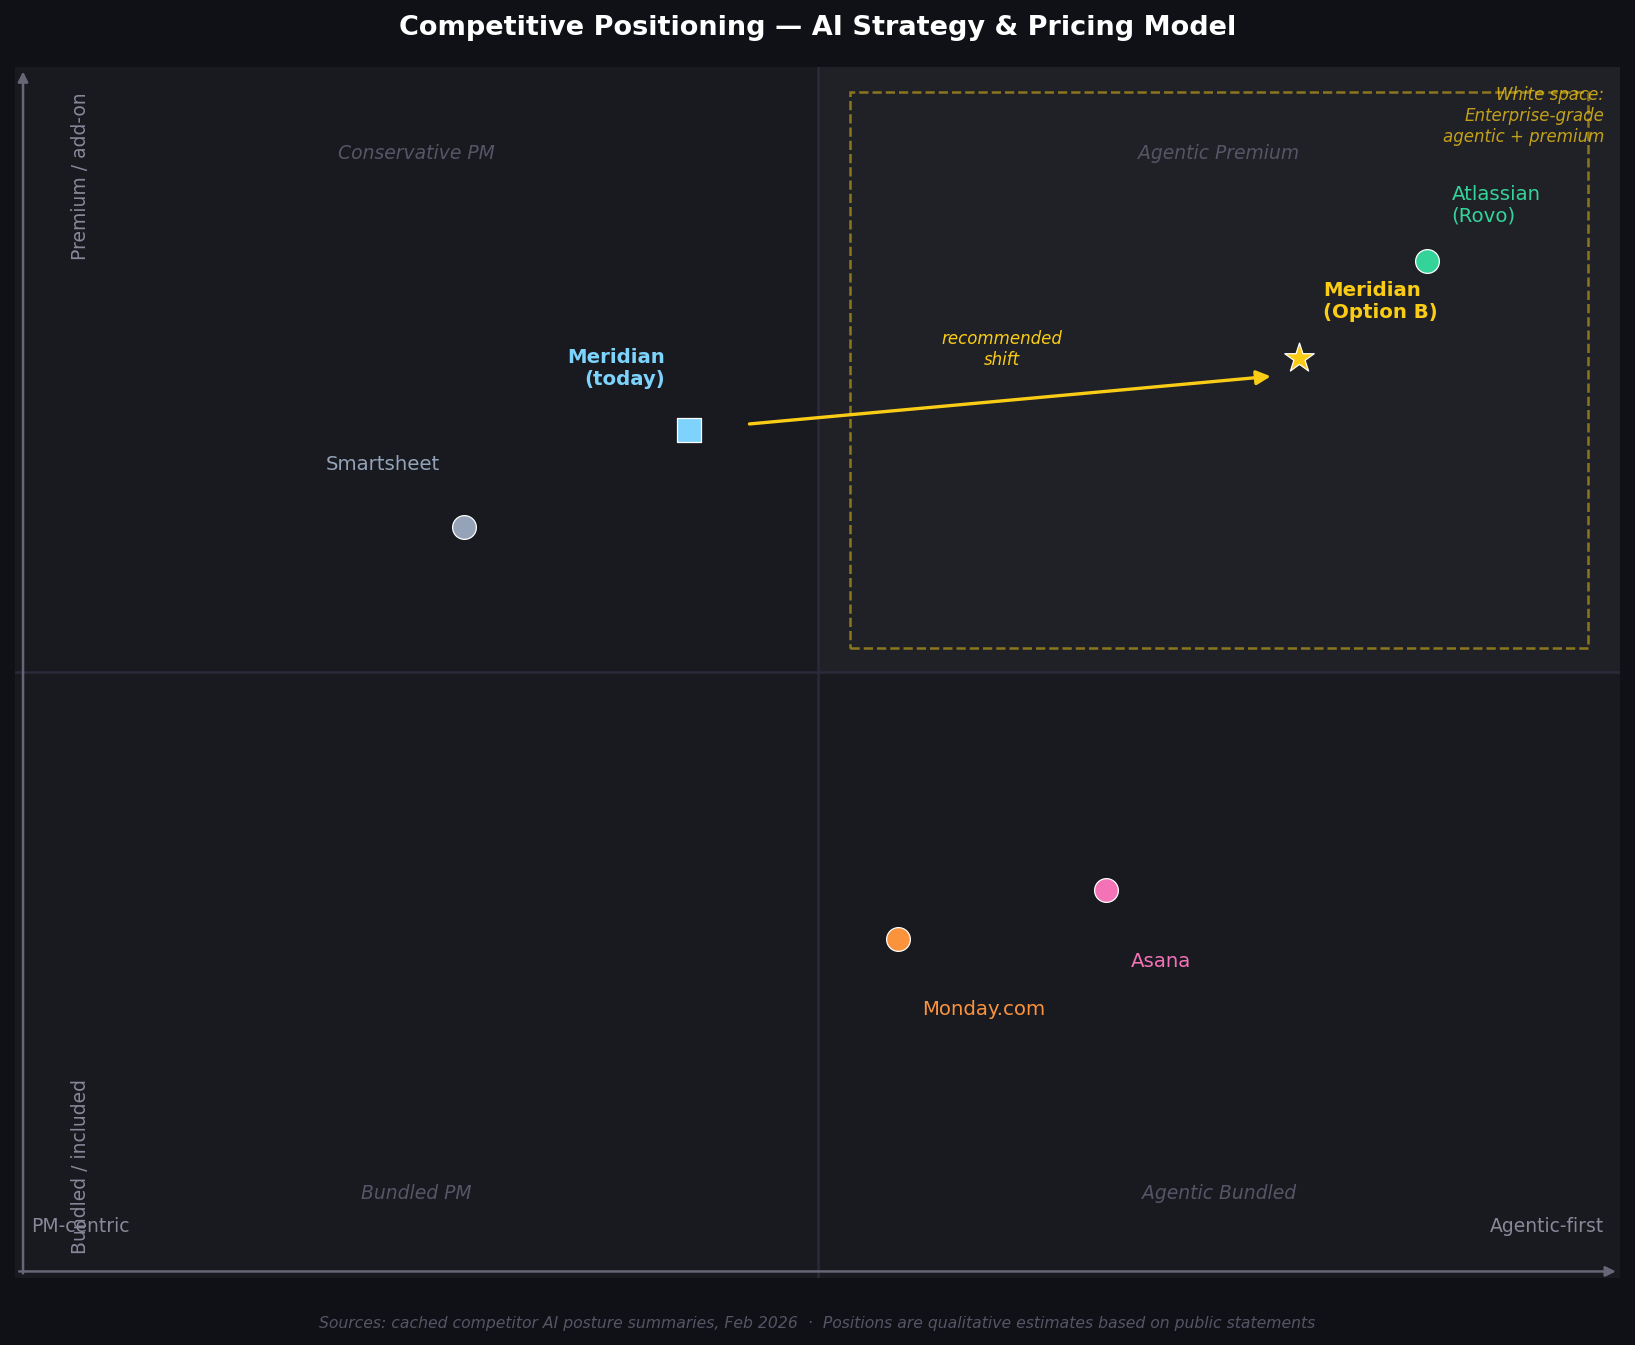 Competitive Positioning — AI Strategy & Pricing Model
Premium / add-on
Conservative PM
Agentic Premium
White space:
Enterprise-grade
agentic + premium
Atlassian
(Rovo)
Meridian
(Option B)
recommended
shift
Meridian
(today)
Smartsheet
Asana
Monday.com
Bundled / included
Bundled PM
Agentic Bundled
PM-centric
Agentic-first
Sources: cached competitor AI posture summaries, Feb 2026 · Positions are qualitative estimates based on public statements